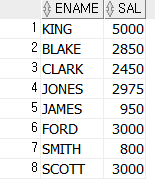 ENAME SAL
1 KING 5000
2 BLAKE 2850
3 CLARK 2450
4 JONES 2975
5 JAMES 950
6 FORD 3000
7 SMITH 800
8 SCOTT 3000